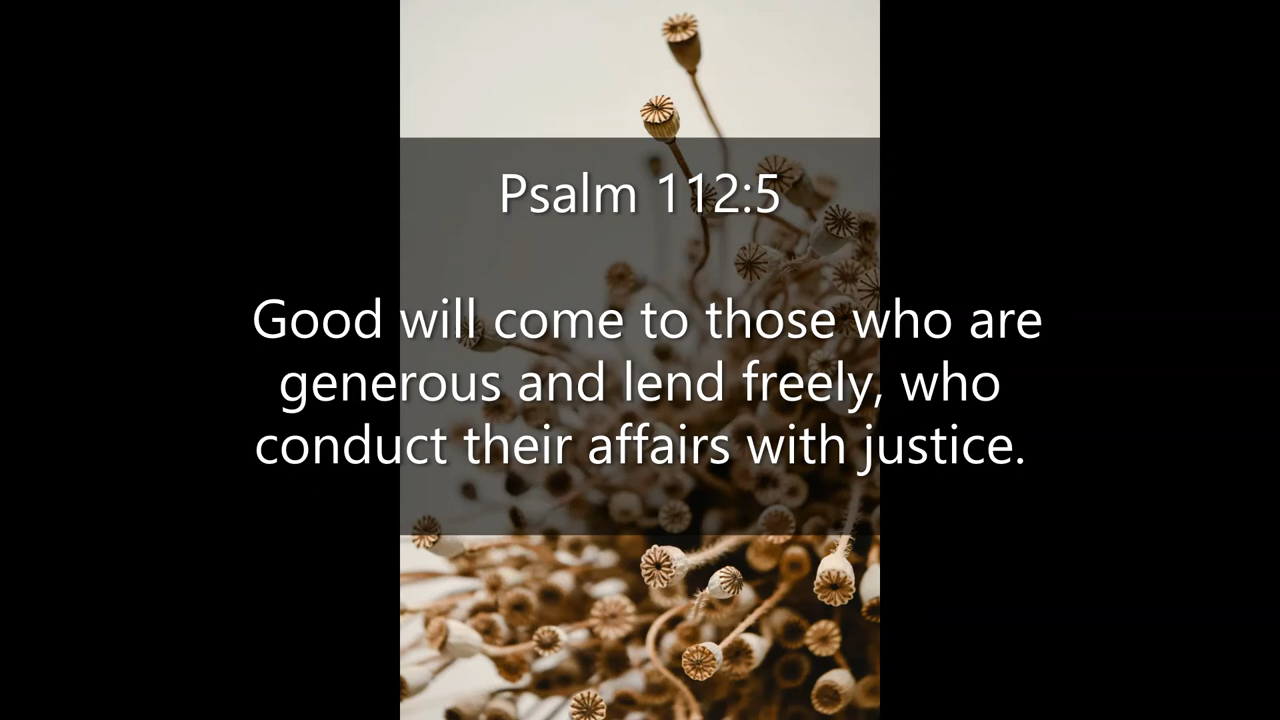 Psalm 112:5
Good will come to those who are
generous and lend freely, who
conduct their affairs with justice.